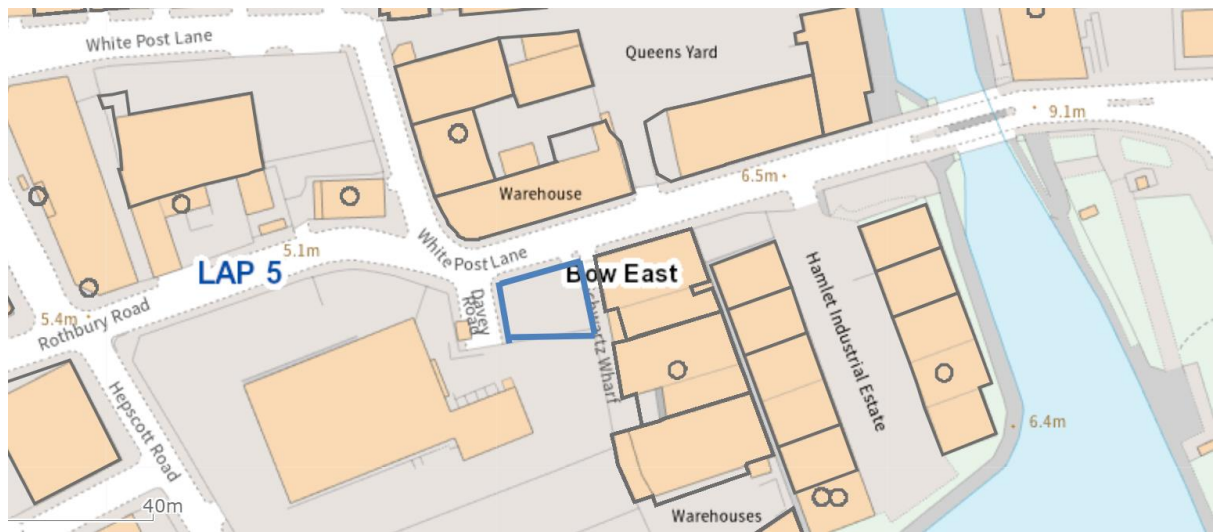 White Post Lane
Queens Yard
9.1m
6.5m
Warehouse
White Post Lane
5.1m
LAP 5
Bow East
5.4m
Rothbury Road
Davey
Road
Schwartz Wharf
Hamlet Industrial Estate
Hepscott Road
6.4m
40m
Warehouses